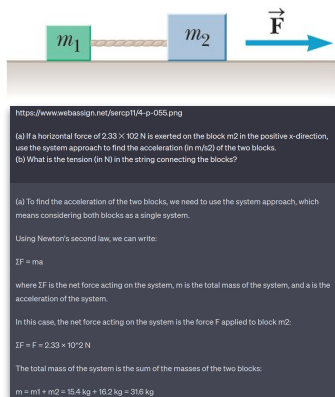 m1 m2 F
https://www.webassign.net/sercp11/4-p-055.png
(a) If a horizontal force of 2.33 × 102 N is exerted on the block m2 in the positive x-direction,
use the system approach to find the acceleration (in m/s2) of the two blocks.
(b) What is the tension (in N) in the string connecting the blocks?
(a) To find the acceleration of the two blocks, we need to use the system approach, which
means considering both blocks as a single system.
Using Newton's second law, we can write:
ΣF = ma
where ΣF is the net force acting on the system, m is the total mass of the system, and a is the
acceleration of the system.
In this case, the net force acting on the system is the force F applied to block m2:
ΣF = F = 2.33 × 10^2 N
The total mass of the system is the sum of the masses of the two blocks:
m = m1 + m2 = 15.4 kg + 16.2 kg = 31.6 kg